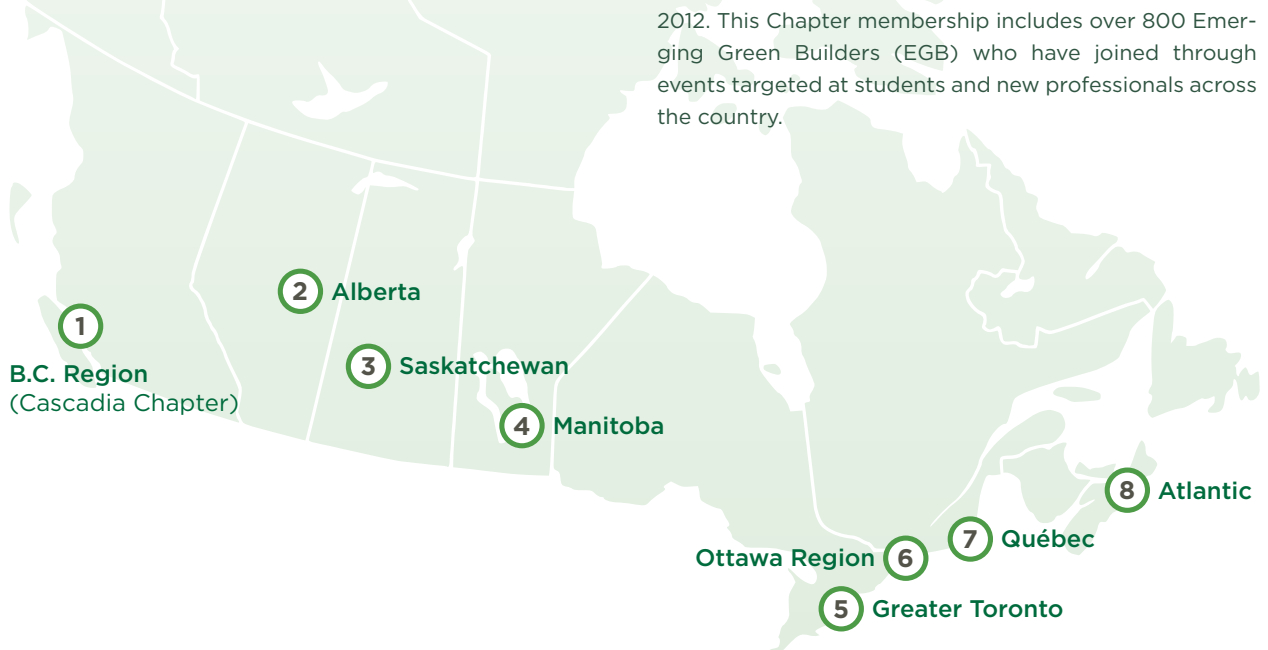 2012. This Chapter membership includes over 800 Emer-
ging Green Builders (EGB) who have joined through
events targeted at students and new professionals across
the country.
2 Alberta
1
B.C. Region
(Cascadia Chapter)
3 Saskatchewan
4 Manitoba
8 Atlantic
7 Québec
Ottawa Region 6
5 Greater Toronto